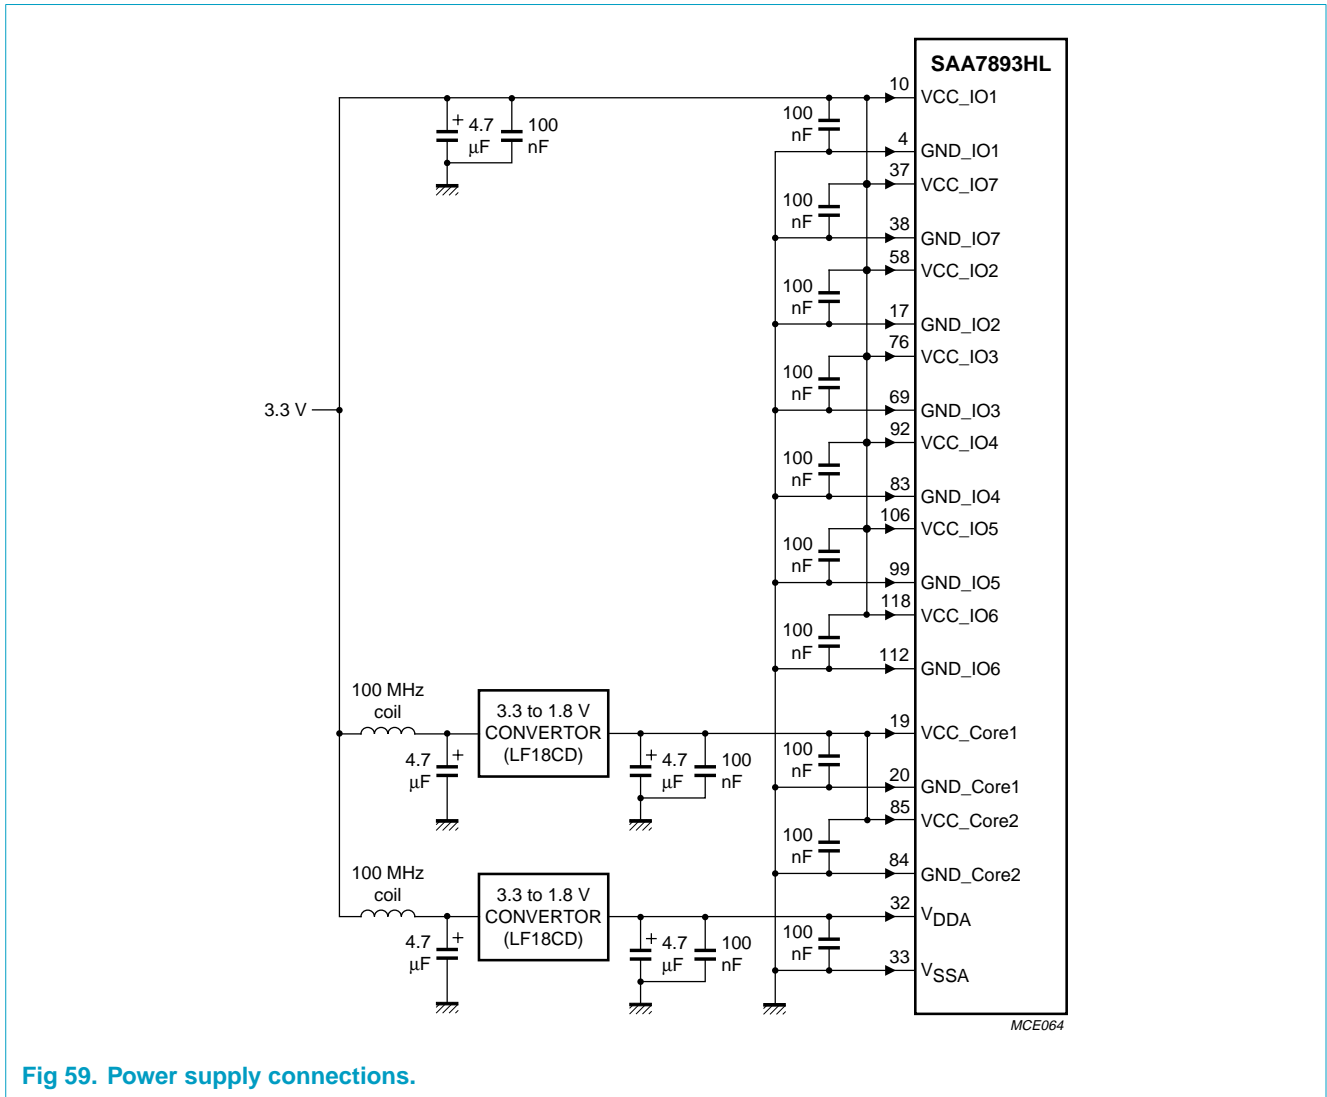 SAA7893HL
10
VCC_IO1
+ 4.7 µF
100 nF
100 nF
4
GND_IO1
37
VCC_IO7
100 nF
38
GND_IO7
58
VCC_IO2
100 nF
17
GND_IO2
76
VCC_IO3
100 nF
3.3 V
69
GND_IO3
92
VCC_IO4
100 nF
83
GND_IO4
106
VCC_IO5
100 nF
99
GND_IO5
118
VCC_IO6
100 nF
112
GND_IO6
100 MHz
coil
3.3 to 1.8 V
CONVERTOR
(LF18CD)
19
VCC_Core1
4.7 µF +
+ 4.7 µF
100 nF
100 nF
20
GND_Core1
85
VCC_Core2
100 nF
84
GND_Core2
100 MHz
coil
3.3 to 1.8 V
CONVERTOR
(LF18CD)
32
VDDA
4.7 µF +
+ 4.7 µF
100 nF
100 nF
33
VSSA
MCE064
Fig 59. Power supply connections.